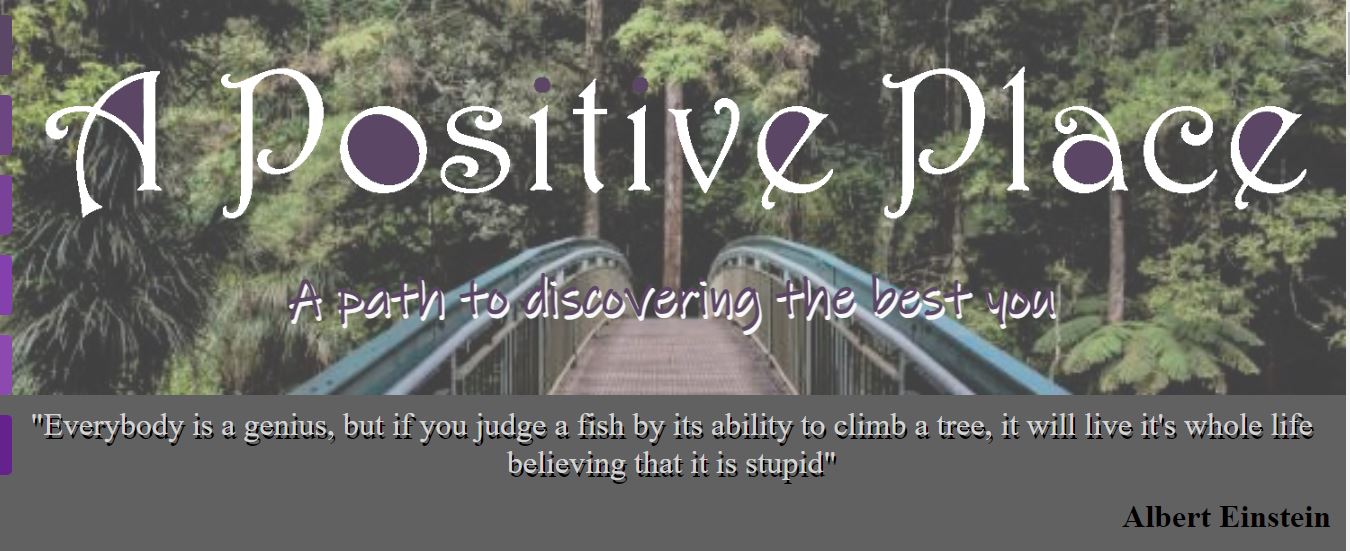 A Positive Place
A path to discovering the best you
"Everybody is a genius, but if you judge a fish by its ability to climb a tree, it will live it's whole life
believing that it is stupid"
Albert Einstein